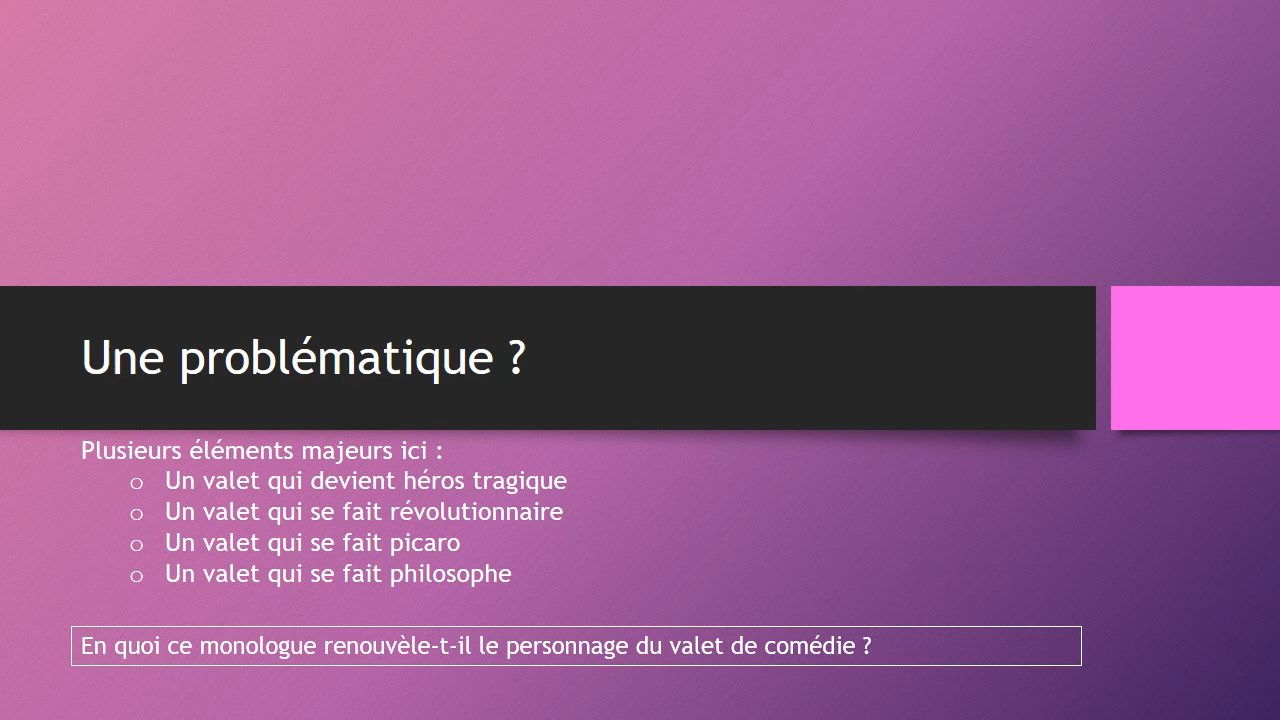 Une problématique ?
Plusieurs éléments majeurs ici :
o Un valet qui devient héros tragique
o Un valet qui se fait révolutionnaire
o Un valet qui se fait picaro
o Un valet qui se fait philosophe
En quoi ce monologue renouvèle-t-il le personnage du valet de comédie ?